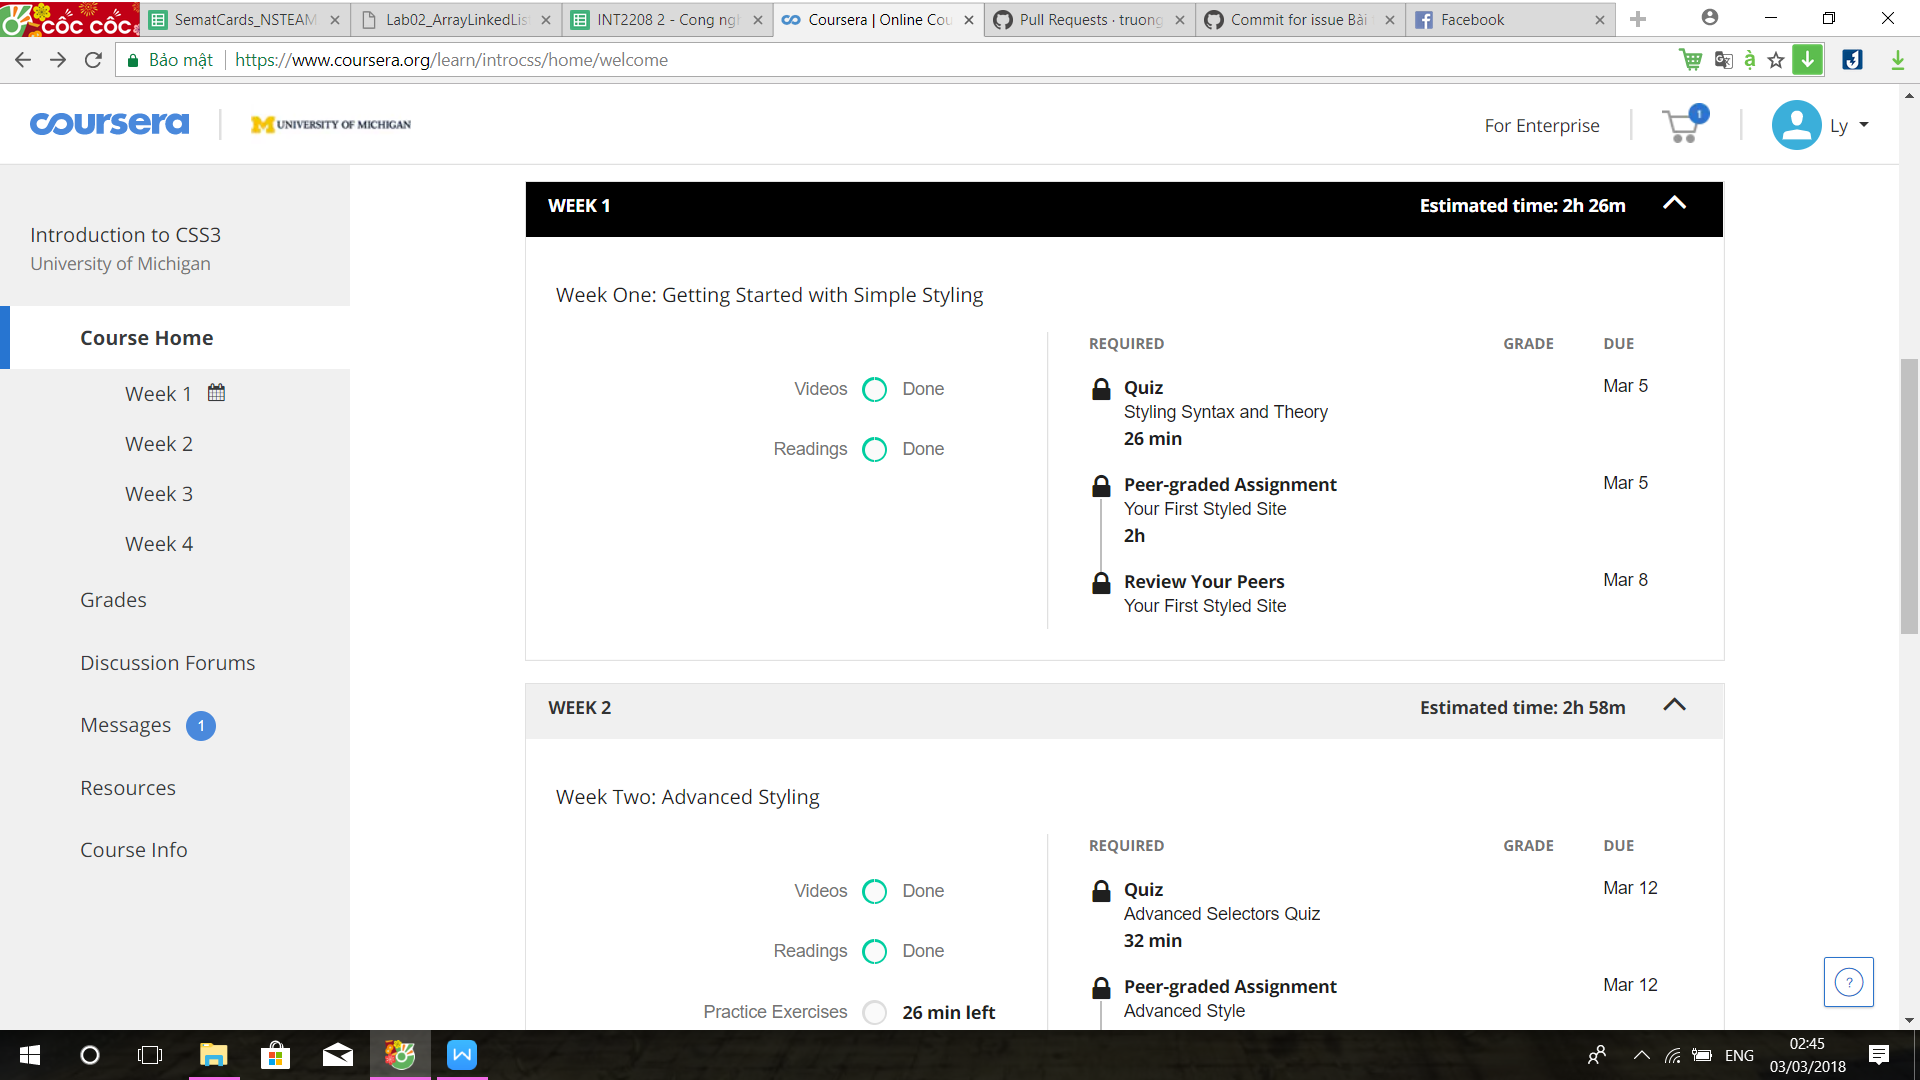 CỐC CỐC
SematCards_NSTEAM
Lab02_ArrayLinkedLis
INT2208 2 - Cong ngh
Coursera | Online Cou
Pull Requests · truong
Commit for issue Bài
Facebook
Bảo mật
https://www.coursera.org/learn/introcss/home/welcome
coursera
M UNIVERSITY OF MICHIGAN
For Enterprise
1
Ly
Introduction to CSS3
University of Michigan
Course Home
Week 1
Week 2
Week 3
Week 4
Grades
Discussion Forums
Messages 1
Resources
Course Info
WEEK 1
Estimated time: 2h 26m
Week One: Getting Started with Simple Styling
Videos Done
Readings Done
REQUIRED GRADE DUE
Quiz Mar 5
Styling Syntax and Theory
26 min
Peer-graded Assignment Mar 5
Your First Styled Site
2h
Review Your Peers Mar 8
Your First Styled Site
WEEK 2
Estimated time: 2h 58m
Week Two: Advanced Styling
Videos Done
Readings Done
Practice Exercises 26 min left
REQUIRED GRADE DUE
Quiz Mar 12
Advanced Selectors Quiz
32 min
Peer-graded Assignment Mar 12
Advanced Style
?
ENG
02:45
03/03/2018